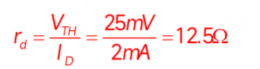 r_d = V_TH / I_D = 25mV / 2mA = 12.5Ω